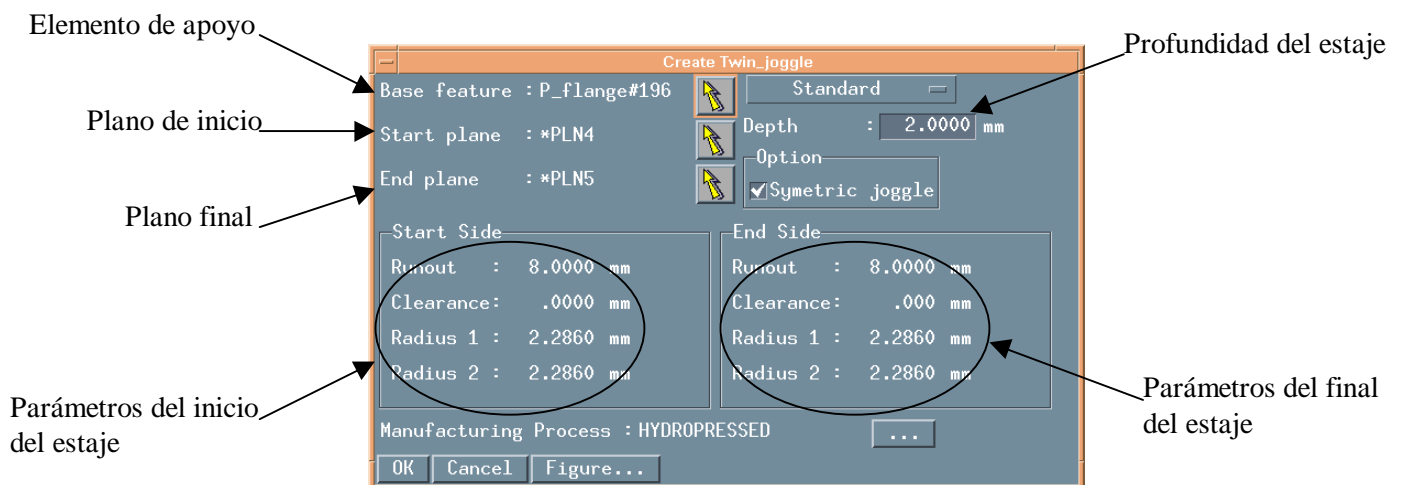 Elemento de apoyo
Profundidad del estaje
Create Twin_joggle
Base feature : P_flange#196
Standard
Plano de inicio
Start plane : *PLN4
Depth : 2.0000 mm
Option
End plane : *PLN5
Symetric joggle
Plano final
Start Side
End Side
Runout : 8.0000 mm
Runout : 8.0000 mm
Clearance: .0000 mm
Clearance: .000 mm
Radius 1 : 2.2860 mm
Radius 1 : 2.2860 mm
Radius 2 : 2.2860 mm
Radius 2 : 2.2860 mm
Parámetros del inicio
del estaje
Parámetros del final
del estaje
Manufacturing Process : HYDROPRESSED
...
OK Cancel Figure...